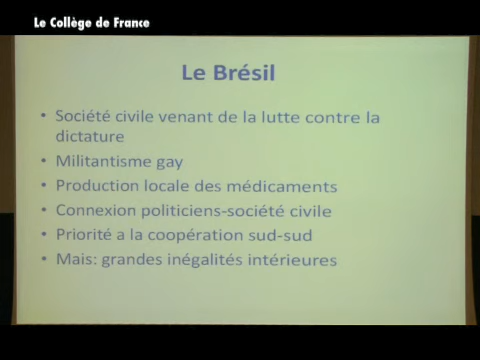 Le Collège de France
Le Brésil
• Société civile venant de la lutte contre la
dictature
• Militantisme gay
• Production locale des médicaments
• Connexion politiciens-société civile
• Priorité a la coopération sud-sud
• Mais: grandes inégalités intérieures